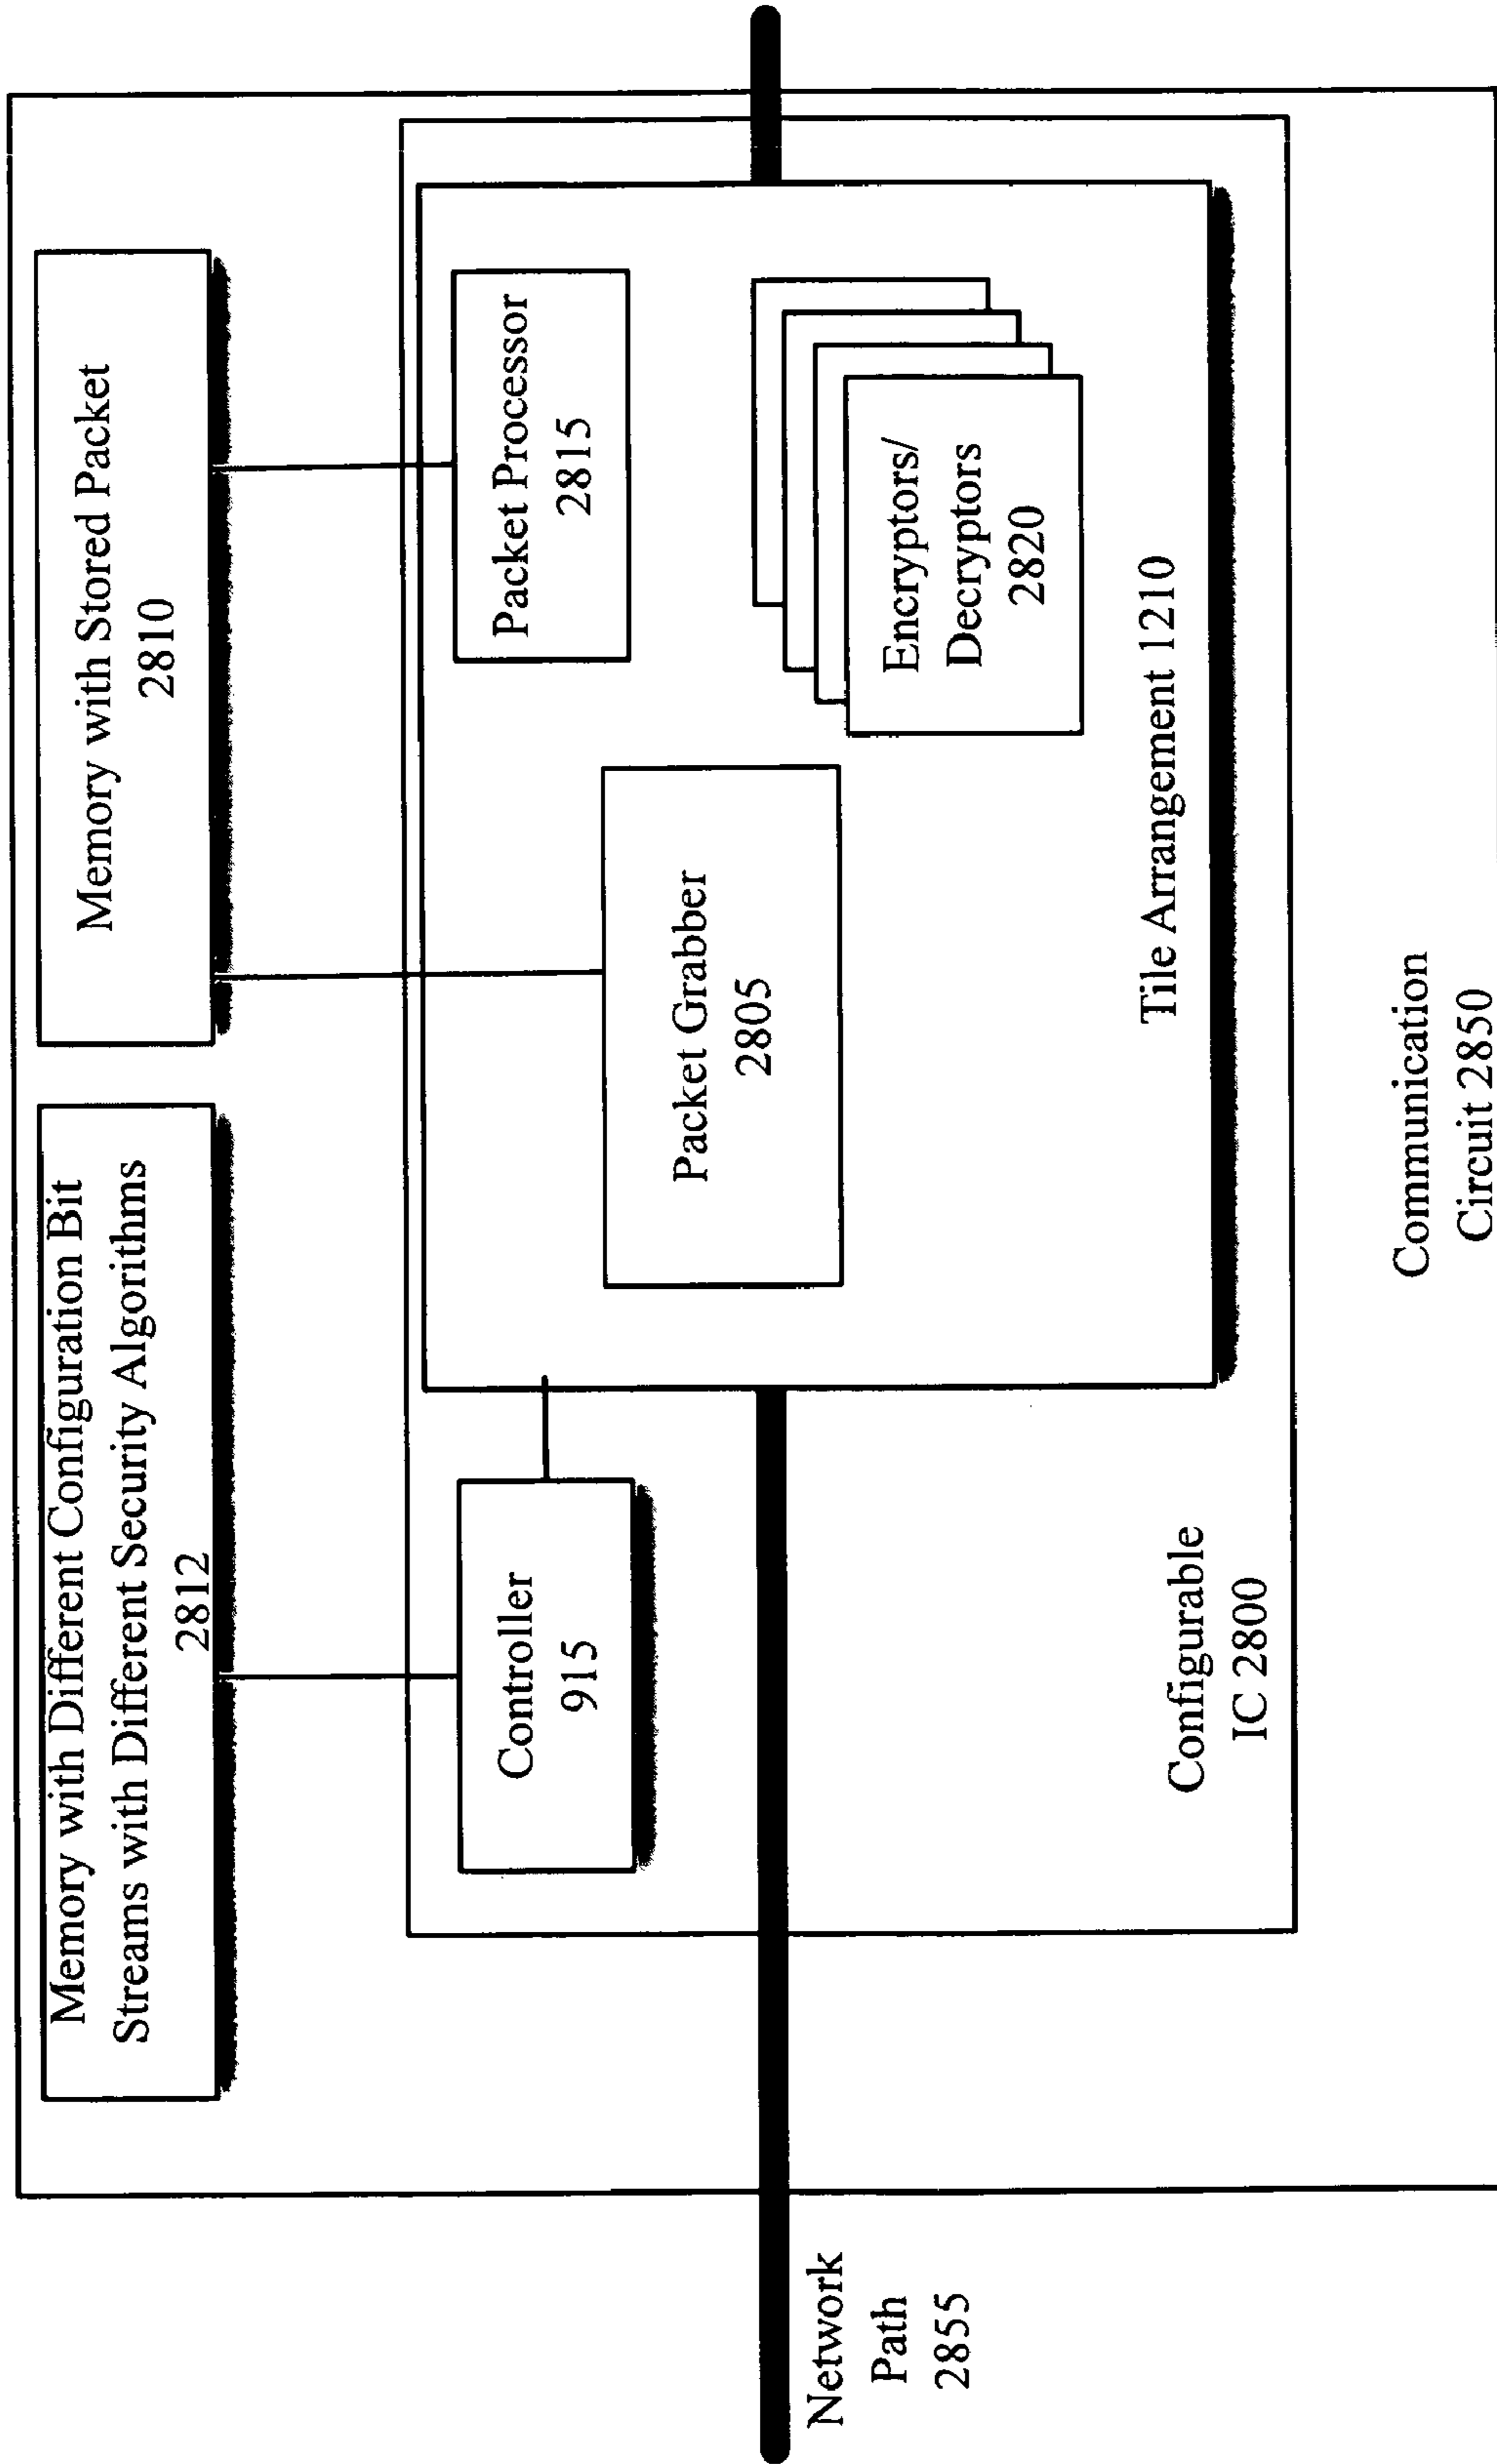 Memory with Different Configuration Bit
Streams with Different Security Algorithms
2812
Memory with Stored Packet
2810
Controller
915
Packet Grabber
2805
Packet Processor
2815
Encryptors/
Decryptors
2820
Tile Arrangement 1210
Configurable
IC 2800
Network
Path
2855
Communication
Circuit 2850